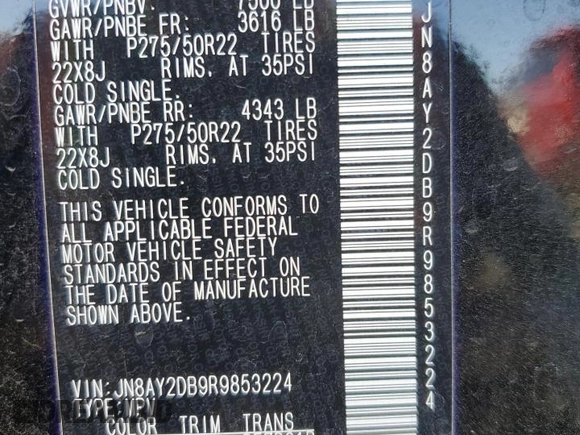 GVWR/PNBV: 7500 LB
GAWR/PNBE FR: 3616 LB
WITH P275/50R22 TIRES
22X8J RIMS, AT 35PSI
COLD SINGLE.
GAWR/PNBE RR: 4343 LB
WITH P275/50R22 TIRES
22X8J RIMS, AT 35PSI
COLD SINGLE.
THIS VEHICLE CONFORMS TO
ALL APPLICABLE FEDERAL
MOTOR VEHICLE SAFETY
STANDARDS IN EFFECT ON
THE DATE OF MANUFACTURE
SHOWN ABOVE.
VIN:JN8AY2DB9R9853224
TYPE:MPV
COLOR TRIM TRANS
JN8AY2DB9R9853224